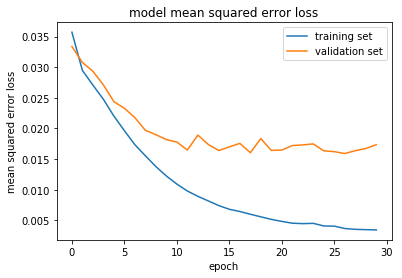 model mean squared error loss
training set
validation set
mean squared error loss
0.035
0.030
0.025
0.020
0.015
0.010
0.005
0
5
10
15
20
25
30
epoch